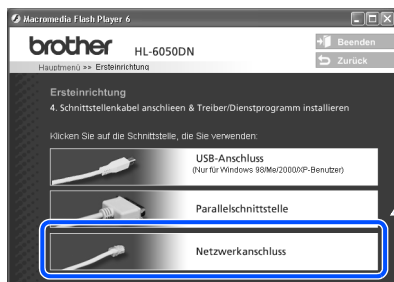 Macromedia Flash Player 6
brother HL-6050DN
Beenden
Hauptmenü »» Ersteinrichtung
Zurück
Ersteinrichtung
4. Schnittstellenkabel anschlieen & Treiber/Dienstprogramm installieren
Klicken Sie auf die Schnittstelle, die Sie verwenden:
USB-Anschluss
(Nur für Windows 98/Me/2000/XP-Benutzer)
Parallelschnittstelle
Netzwerkanschluss